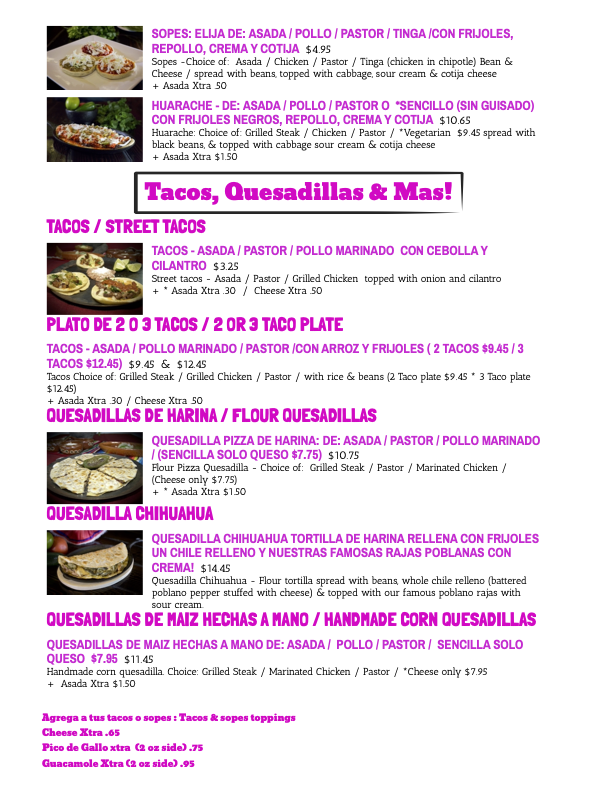 SOPES: ELIJA DE: ASADA / POLLO / PASTOR / TINGA /CON FRIJOLES,
REPOLLO, CREMA Y COTIJA $4.95
Sopes -Choice of: Asada / Chicken / Pastor / Tinga (chicken in chipotle) Bean &
Cheese / spread with beans, topped with cabbage, sour cream & cotija cheese
+ Asada Xtra .50
HUARACHE - DE: ASADA / POLLO / PASTOR O *SENCILLO (SIN GUISADO)
CON FRIJOLES NEGROS, REPOLLO, CREMA Y COTIJA $10.65
Huarache: Choice of: Grilled Steak / Chicken / Pastor / *Vegetarian $9.45 spread with
black beans, & topped with cabbage sour cream & cotija cheese
+ Asada Xtra $1.50
Tacos, Quesadillas & Mas!
TACOS / STREET TACOS
TACOS - ASADA / PASTOR / POLLO MARINADO CON CEBOLLA Y
CILANTRO $3.25
Street tacos - Asada / Pastor / Grilled Chicken topped with onion and cilantro
+ * Asada Xtra .30 / Cheese Xtra .50
PLATO DE 2 O 3 TACOS / 2 OR 3 TACO PLATE
TACOS - ASADA / POLLO MARINADO / PASTOR /CON ARROZ Y FRIJOLES ( 2 TACOS $9.45 / 3
TACOS $12.45) $9.45 & $12.45
Tacos Choice of: Grilled Steak / Grilled Chicken / Pastor / with rice & beans (2 Taco plate $9.45 * 3 Taco plate
$12.45)
+ Asada Xtra .30 / Cheese Xtra .50
QUESADILLAS DE HARINA / FLOUR QUESADILLAS
QUESADILLA PIZZA DE HARINA: DE: ASADA / PASTOR / POLLO MARINADO
/ (SENCILLA SOLO QUESO $7.75) $10.75
Flour Pizza Quesadilla - Choice of: Grilled Steak / Pastor / Marinated Chicken /
(Cheese only $7.75)
+ * Asada Xtra $1.50
QUESADILLA CHIHUAHUA
QUESADILLA CHIHUAHUA TORTILLA DE HARINA RELLENA CON FRIJOLES
UN CHILE RELLENO Y NUESTRAS FAMOSAS RAJAS POBLANAS CON
CREMA! $14.45
Quesadilla Chihuahua - Flour tortilla spread with beans, whole chile relleno (battered
poblano pepper stuffed with cheese) & topped with our famous poblano rajas with
sour cream.
QUESADILLAS DE MAIZ HECHAS A MANO / HANDMADE CORN QUESADILLAS
QUESADILLAS DE MAIZ HECHAS A MANO DE: ASADA / POLLO / PASTOR / SENCILLA SOLO
QUESO $7.95 $11.45
Handmade corn quesadilla. Choice: Grilled Steak / Marinated Chicken / Pastor / *Cheese only $7.95
+ Asada Xtra $1.50
Agrega a tus tacos o sopes : Tacos & sopes toppings
Cheese Xtra .65
Pico de Gallo xtra (2 oz side) .75
Guacamole Xtra (2 oz side) .95